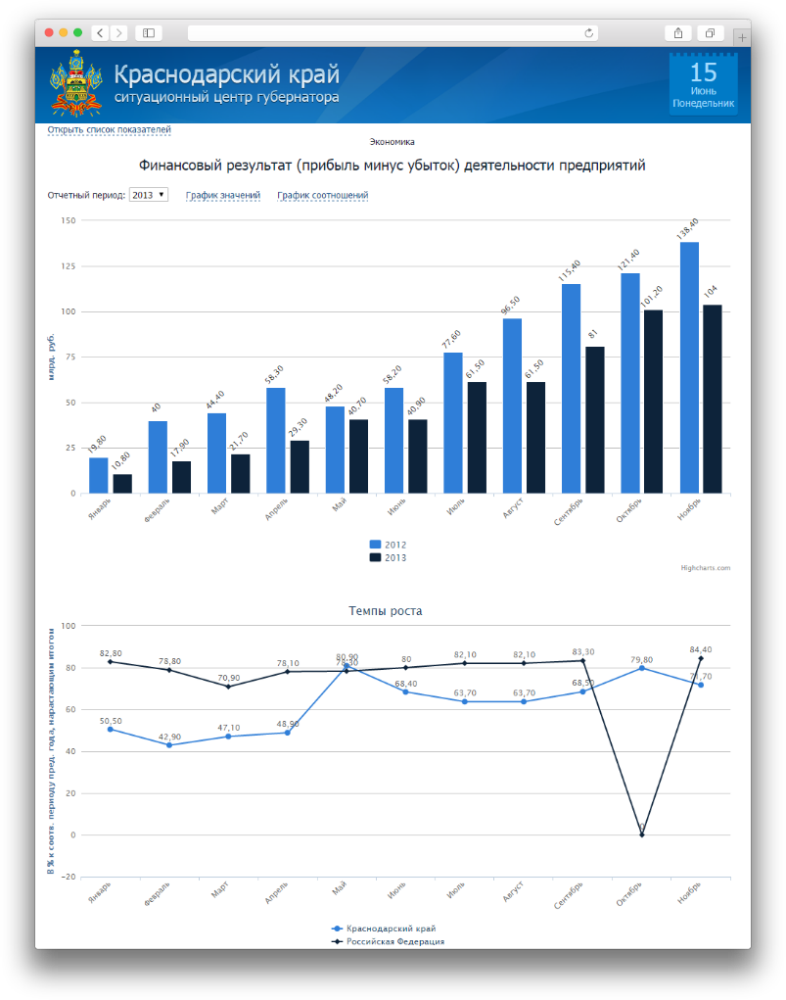 Краснодарский край
ситуационный центр губернатора
15
Июнь
Понедельник
Открыть список показателей
Экономика
Финансовый результат (прибыль минус убыток) деятельности предприятий
Отчетный период: 2013 График значений График соотношений
млрд. руб.
150
125
100
75
50
25
0
19,80
10,80
40
17,90
44,40
21,70
58,30
29,30
48,20
40,70
58,20
40,90
77,60
61,50
96,50
61,50
115,40
81
121,40
101,20
138,40
104
Январь
Февраль
Март
Апрель
Май
Июнь
Июль
Август
Сентябрь
Октябрь
Ноябрь
2012
2013
Highcharts.com
Темпы роста
В % к соотв. периоду пред. года, нарастающим итогом
100
80
60
40
20
0
-20
82,80
78,80
70,90
78,10
78,30
80
82,10
82,10
83,30
0
84,40
50,50
42,90
47,10
48,90
80,90
68,40
63,70
63,70
68,50
79,80
71,70
Январь
Февраль
Март
Апрель
Май
Июнь
Июль
Август
Сентябрь
Октябрь
Ноябрь
Краснодарский край
Российская Федерация